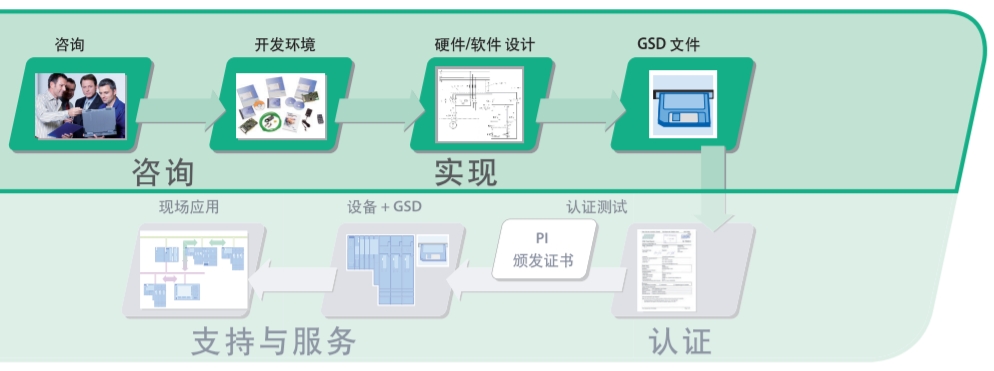 咨询
开发环境
硬件/软件 设计
GSD 文件
咨询
实现
现场应用
设备 + GSD
认证测试
PI
颁发证书
支持与服务
认证